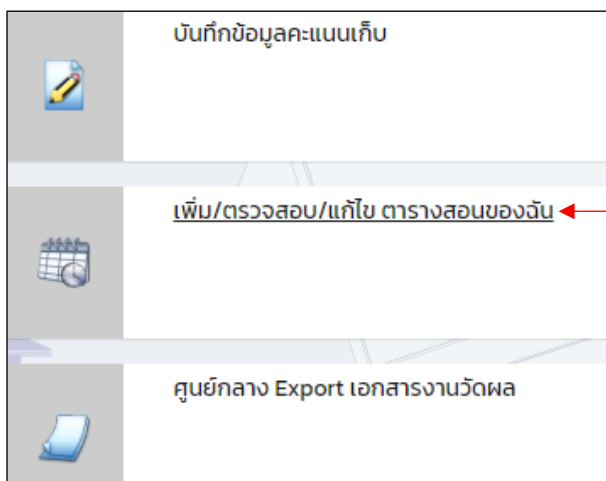 บันทึกข้อมูลคะแนนเก็บ
เพิ่ม/ตรวจสอบ/แก้ไข ตารางสอนของฉัน
ศูนย์กลาง Export เอกสารงานวัดผล